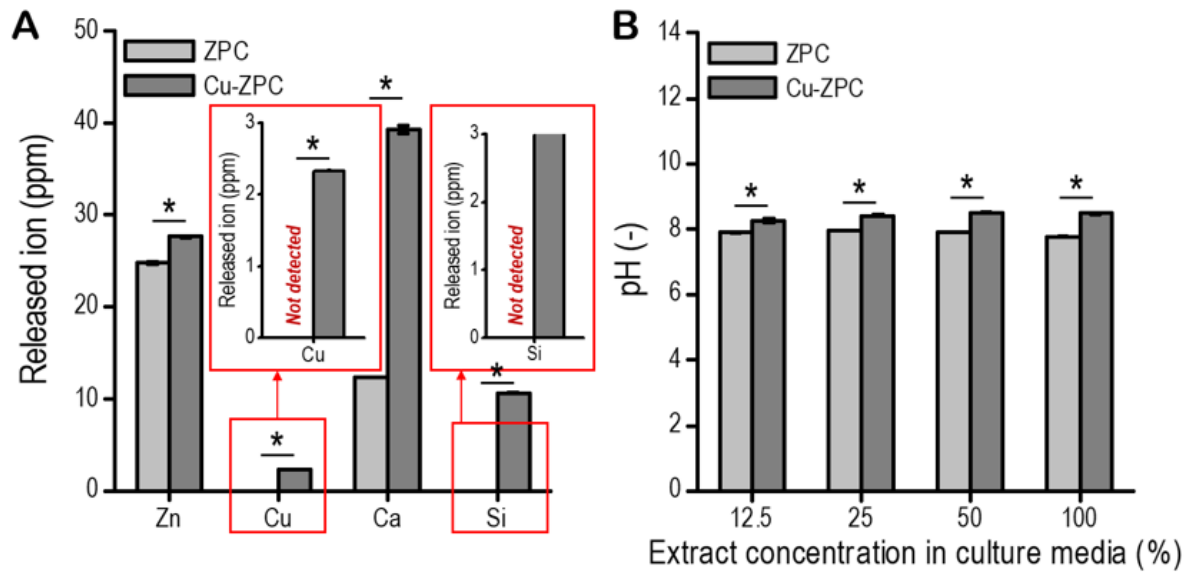 A
ZPC
Cu-ZPC
Released ion (ppm)
50
40
30
20
10
0
Zn
Cu
Ca
Si
*
*
*
*
Released ion (ppm)
3
2
1
0
*
Not detected
Cu
Released ion (ppm)
3
2
1
0
Not detected
Si
B
ZPC
Cu-ZPC
pH (-)
14
12
10
8
6
4
2
0
*
*
*
*
12.5
25
50
100
Extract concentration in culture media (%)